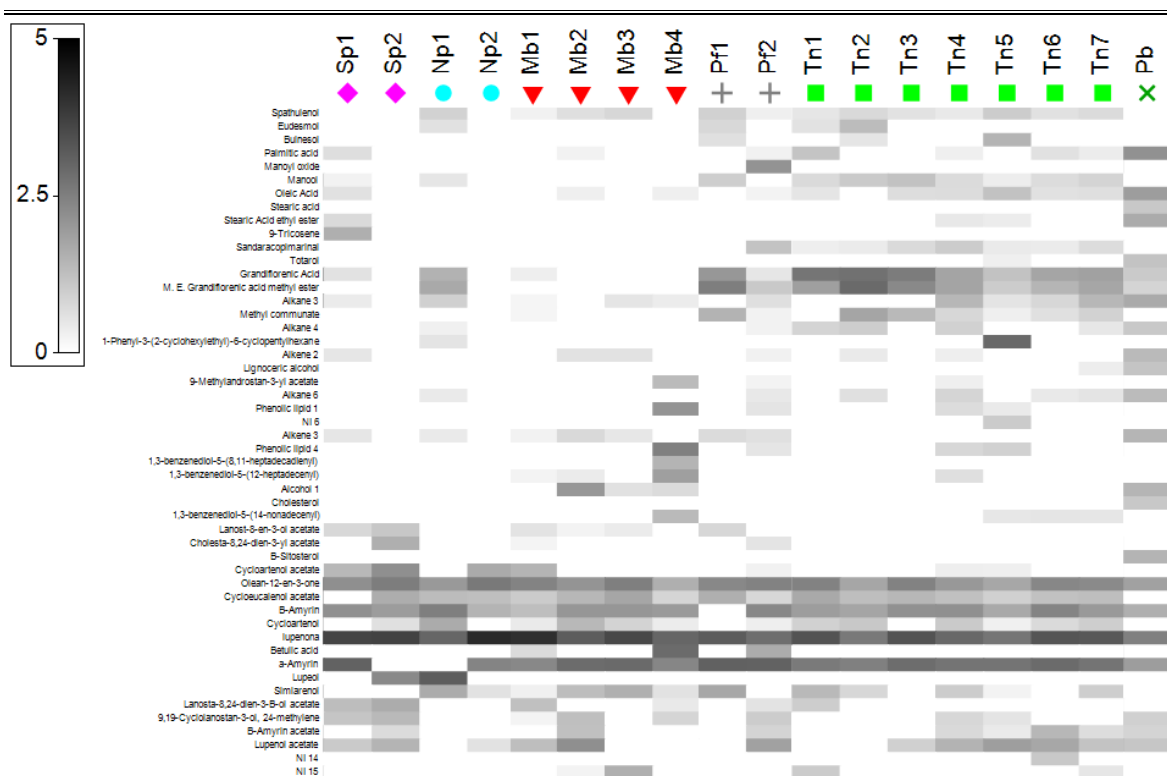 5
2.5
0
Sp1 Sp2 Np1 Np2 Mb1 Mb2 Mb3 Mb4 Pf1 Pf2 Tn1 Tn2 Tn3 Tn4 Tn5 Tn6 Tn7 Pb
Spathulenol
Eudesmol
Bulnesol
Palmitic acid
Manoyl oxide
Manool
Oleic Acid
Stearic acid
Stearic Acid ethyl ester
9-Tricosene
Sandaracopimarinal
Totarol
Grandiflorenic Acid
M. E. Grandiflorenic acid methyl ester
Alkane 3
Methyl communate
Alkane 4
1-Phenyl-3-(2-cyclohexylethyl)-6-cyclopentylhexane
Alkene 2
Lignoceric alcohol
9-Methylandrostan-3-yl acetate
Alkane 6
Phenolic lipid 1
NI 6
Alkene 3
Phenolic lipid 4
1,3-benzenediol-5-(8,11-heptadecadienyl)
1,3-benzenediol-5-(12-heptadecenyl)
Alcohol 1
Cholesterol
1,3-benzenediol-5-(14-nonadecenyl)
Lanost-8-en-3-ol acetate
Cholesta-8,24-dien-3-yl acetate
B-Sitosterol
Cycloartenol acetate
Olean-12-en-3-one
Cycloeucalenol acetate
B-Amyrin
Cycloartenol
lupenona
Betulic acid
a-Amyrin
Lupeol
Simiarenol
Lanosta-8,24-dien-3-B-ol acetate
9,19-Cyclolanostan-3-ol, 24-methylene
B-Amyrin acetate
Lupenol acetate
NI 14
NI 15